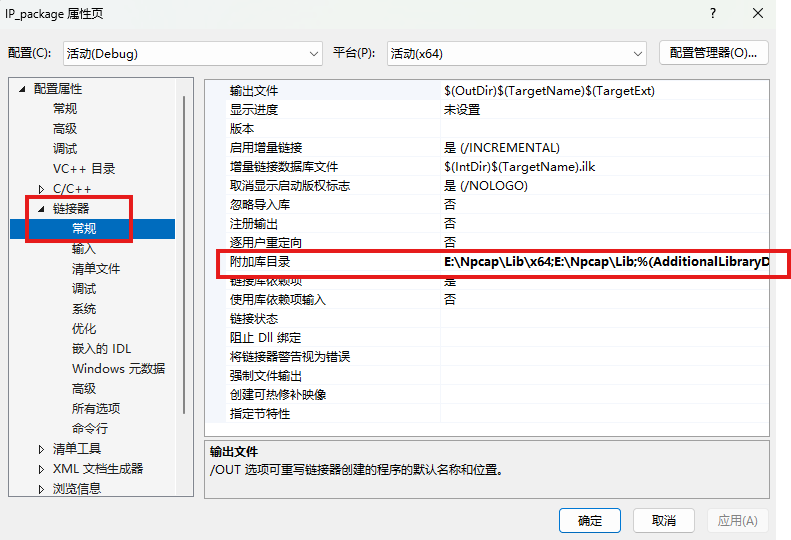 IP_package 属性页
?
配置(C):
活动(Debug)
平台(P):
活动(x64)
配置管理器(O)...
配置属性
常规
高级
调试
VC++ 目录
C/C++
链接器
常规
输入
清单文件
调试
系统
优化
嵌入的 IDL
Windows 元数据
高级
所有选项
命令行
清单工具
XML 文档生成器
浏览信息
输出文件 $(OutDir)$(TargetName)$(TargetExt)
显示进度 未设置
版本
启用增量链接 是 (/INCREMENTAL)
增量链接数据库文件 $(IntDir)$(TargetName).ilk
取消显示启动版权标志 是 (/NOLOGO)
忽略导入库 否
注册输出 否
逐用户重定向 否
附加库目录 E:\Npcap\Lib\x64;E:\Npcap\Lib;%(AdditionalLibraryD
链接库依赖项 是
使用库依赖项输入 否
链接状态
阻止 Dll 绑定
将链接器警告视为错误
强制文件输出
创建可热修补映像
指定节特性
输出文件
/OUT 选项可重写链接器创建的程序的默认名称和位置。
确定
取消
应用(A)